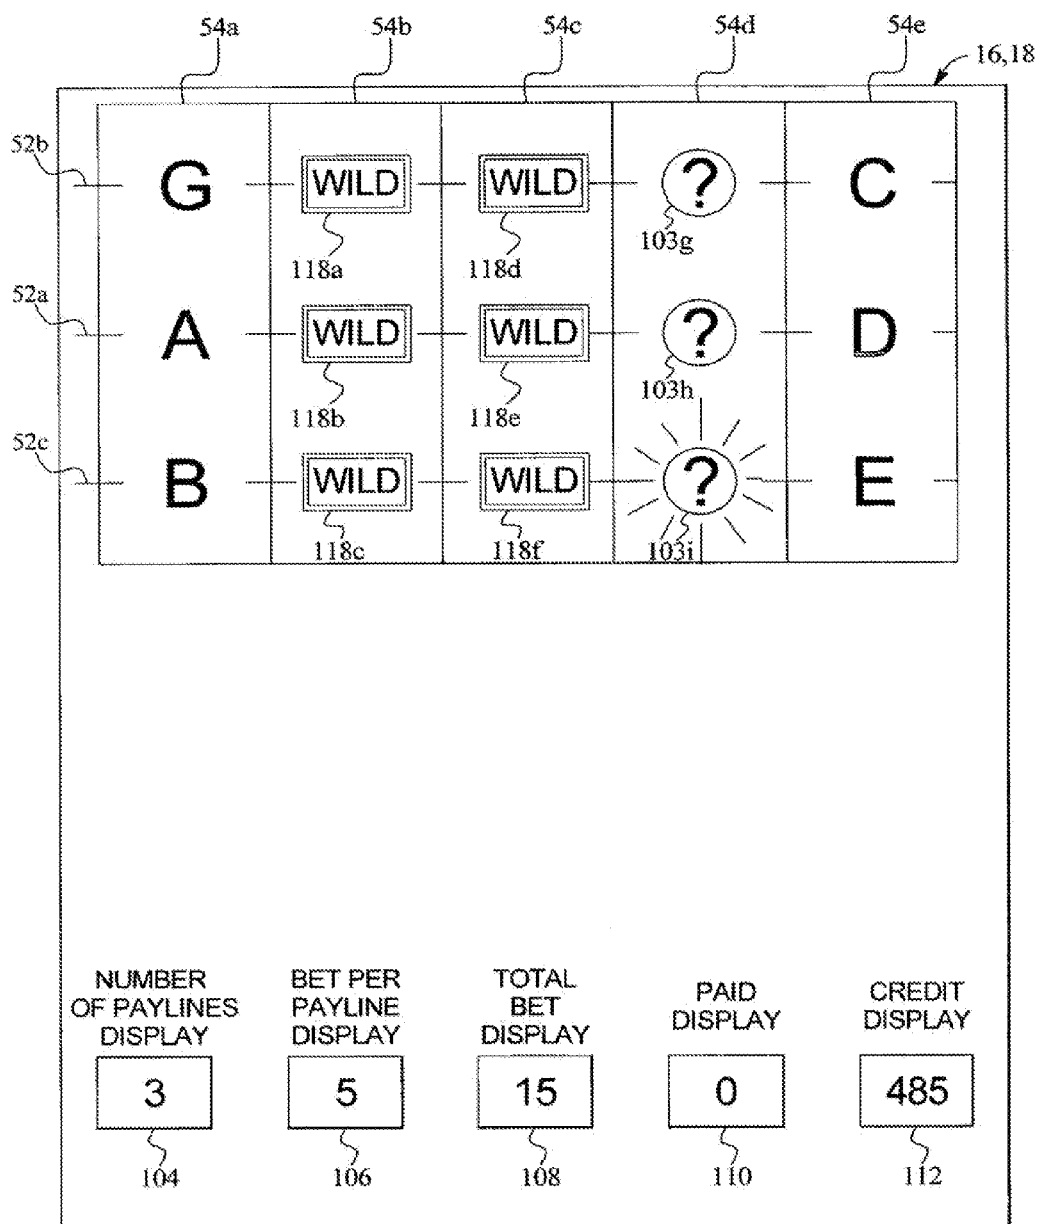 54a 54b 54c 54d 54e
16,18
52b G WILD WILD ? C
118a 118d 103g
52a A WILD WILD ? D
118b 118e 103h
52c B WILD WILD ? E
118c 118f 103i
NUMBER OF PAYLINES DISPLAY
BET PER PAYLINE DISPLAY
TOTAL BET DISPLAY
PAID DISPLAY
CREDIT DISPLAY
3 5 15 0 485
104 106 108 110 112